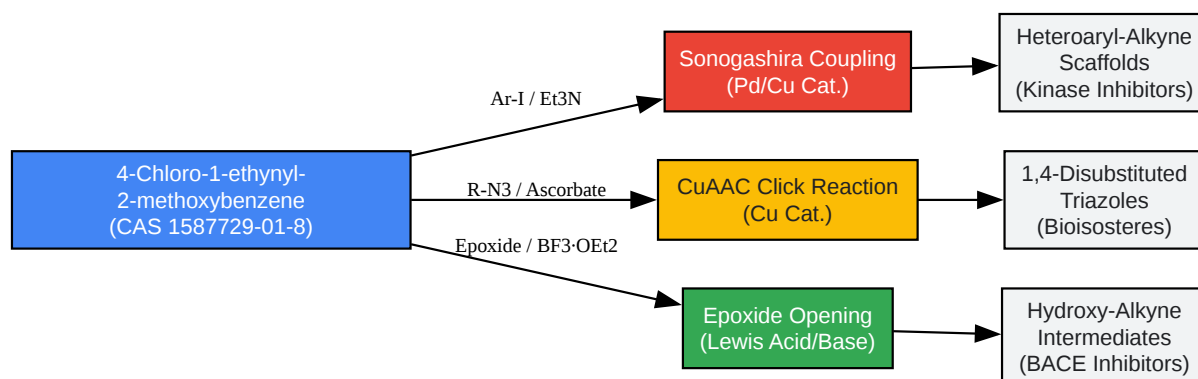 4-Chloro-1-ethynyl-
2-methoxybenzene
(CAS 1587729-01-8)
Ar-I / Et3N
R-N3 / Ascorbate
Epoxide / BF3·OEt2
Sonogashira Coupling
(Pd/Cu Cat.)
CuAAC Click Reaction
(Cu Cat.)
Epoxide Opening
(Lewis Acid/Base)
Heteroaryl-Alkyne
Scaffolds
(Kinase Inhibitors)
1,4-Disubstituted
Triazoles
(Bioisosteres)
Hydroxy-Alkyne
Intermediates
(BACE Inhibitors)